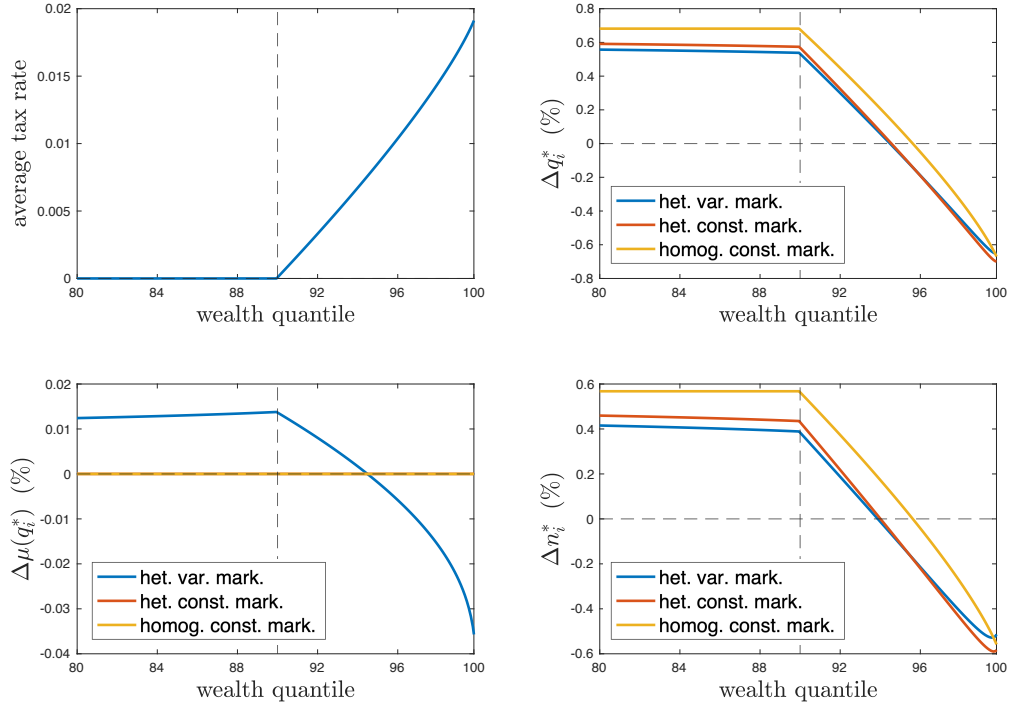 average tax rate
0.02
0.015
0.01
0.005
0
80 84 88 92 96 100
wealth quantile
Δq_i^* (%)
0.8
0.6
0.4
0.2
0
-0.2
-0.4
-0.6
-0.8
het. var. mark.
het. const. mark.
homog. const. mark.
80 84 88 92 96 100
wealth quantile
Δμ(q_i^*) (%)
0.02
0.01
0
-0.01
-0.02
-0.03
-0.04
het. var. mark.
het. const. mark.
homog. const. mark.
80 84 88 92 96 100
wealth quantile
Δn_i^* (%)
0.6
0.4
0.2
0
-0.2
-0.4
-0.6
het. var. mark.
het. const. mark.
homog. const. mark.
80 84 88 92 96 100
wealth quantile